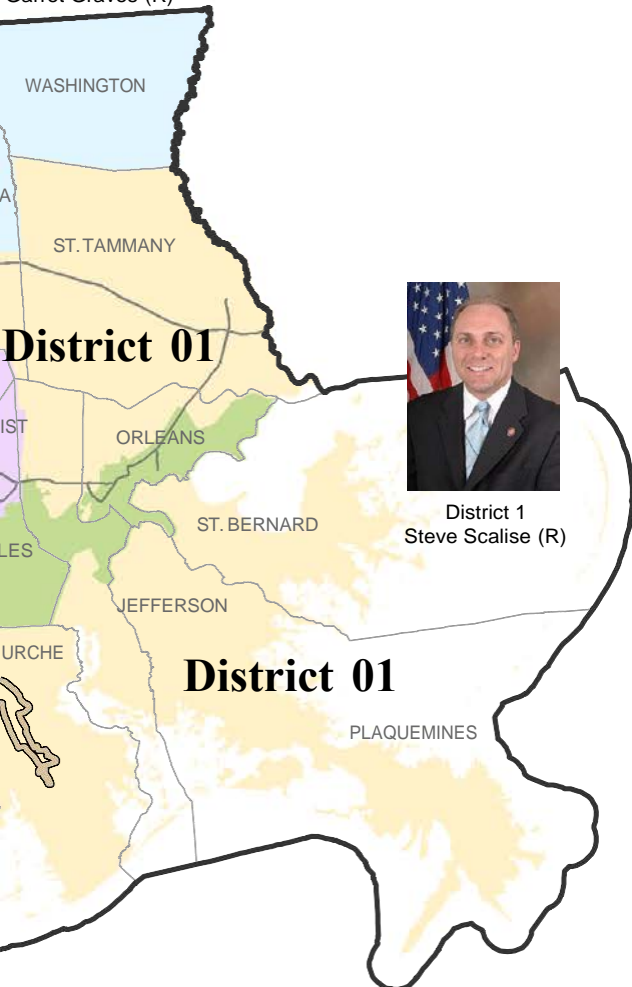 WASHINGTON
A
ST. TAMMANY
District 01
IST
ORLEANS
ST. BERNARD
District 1
Steve Scalise (R)
LES
JEFFERSON
URCHE
District 01
PLAQUEMINES